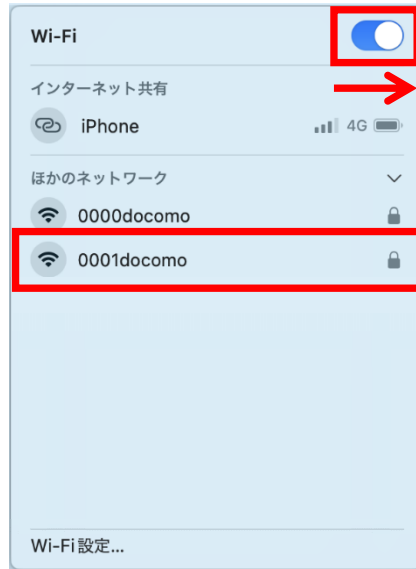 Wi-Fi
インターネット共有
iPhone 4G
ほかのネットワーク
0000docomo
0001docomo
Wi-Fi設定...